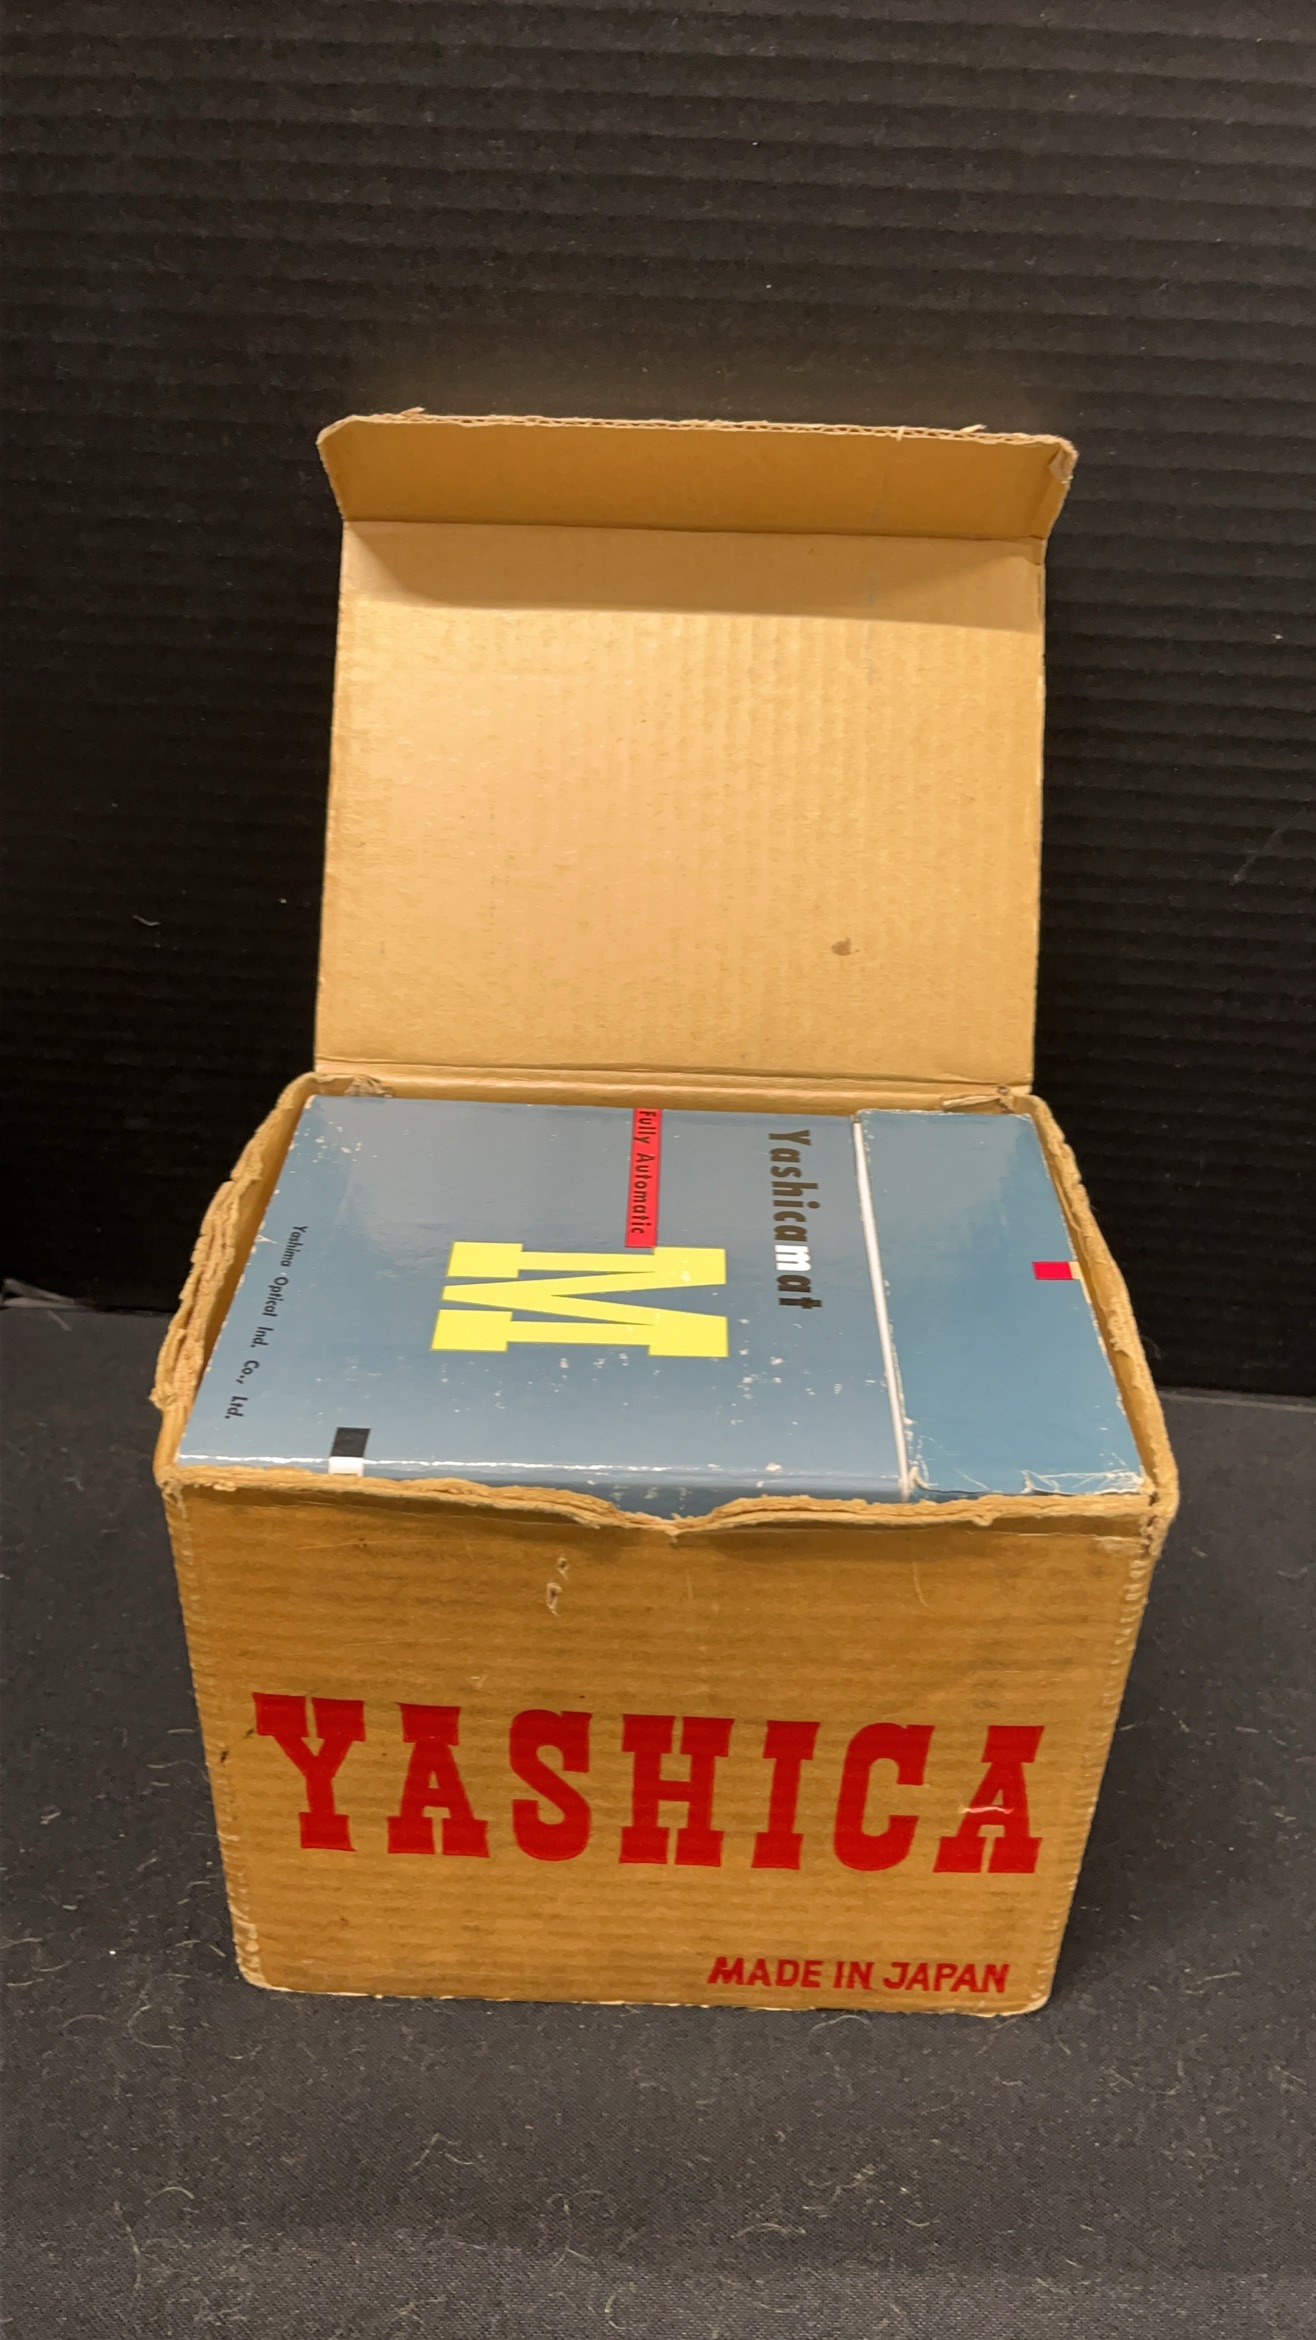 Yashicamat
Fully Automatic
M
Yashima Optical Ind. Co., Ltd.
YASHICA
MADE IN JAPAN